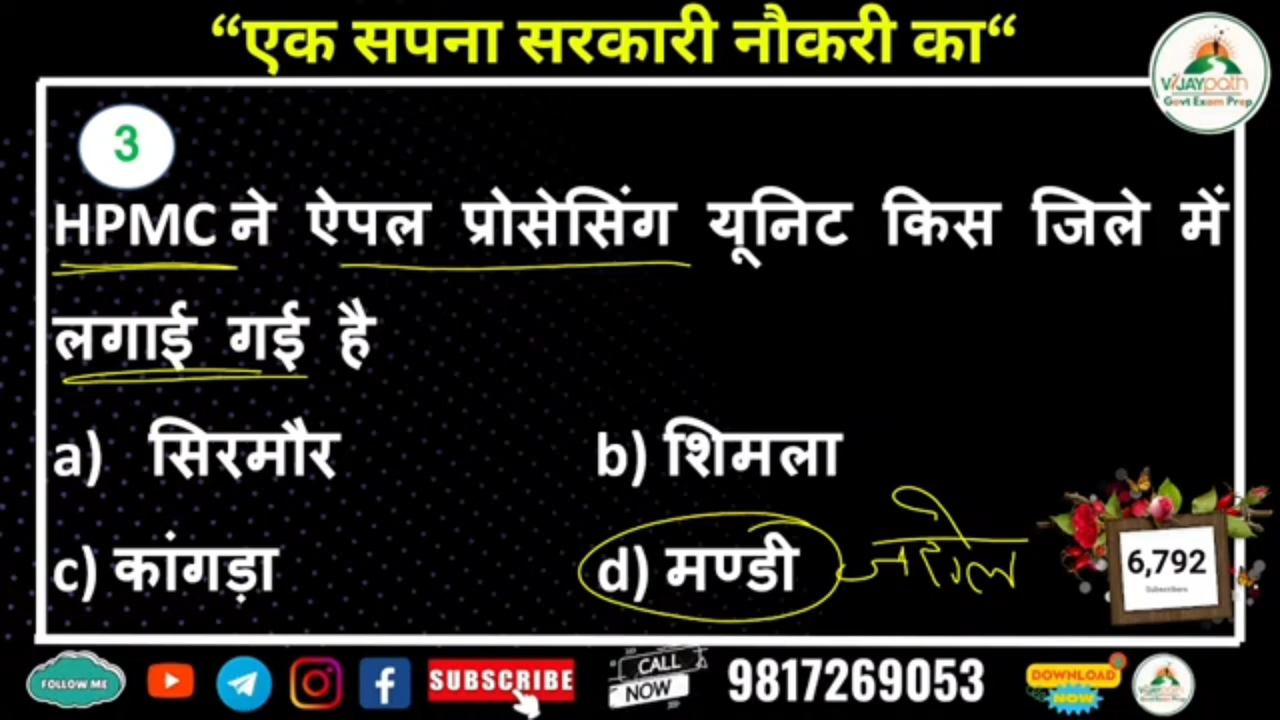 “एक सपना सरकारी नौकरी का“
VIJAYpath
Govt Exam Prep
3
HPMC ने ऐपल प्रोसेसिंग यूनिट किस जिले में
लगाई गई है
a) सिरमौर
b) शिमला
c) कांगड़ा
d) मण्डी
6,792
Subscribers
FOLLOW ME
SUBSCRIBE
CALL
NOW
9817269053
DOWNLOAD
NOW